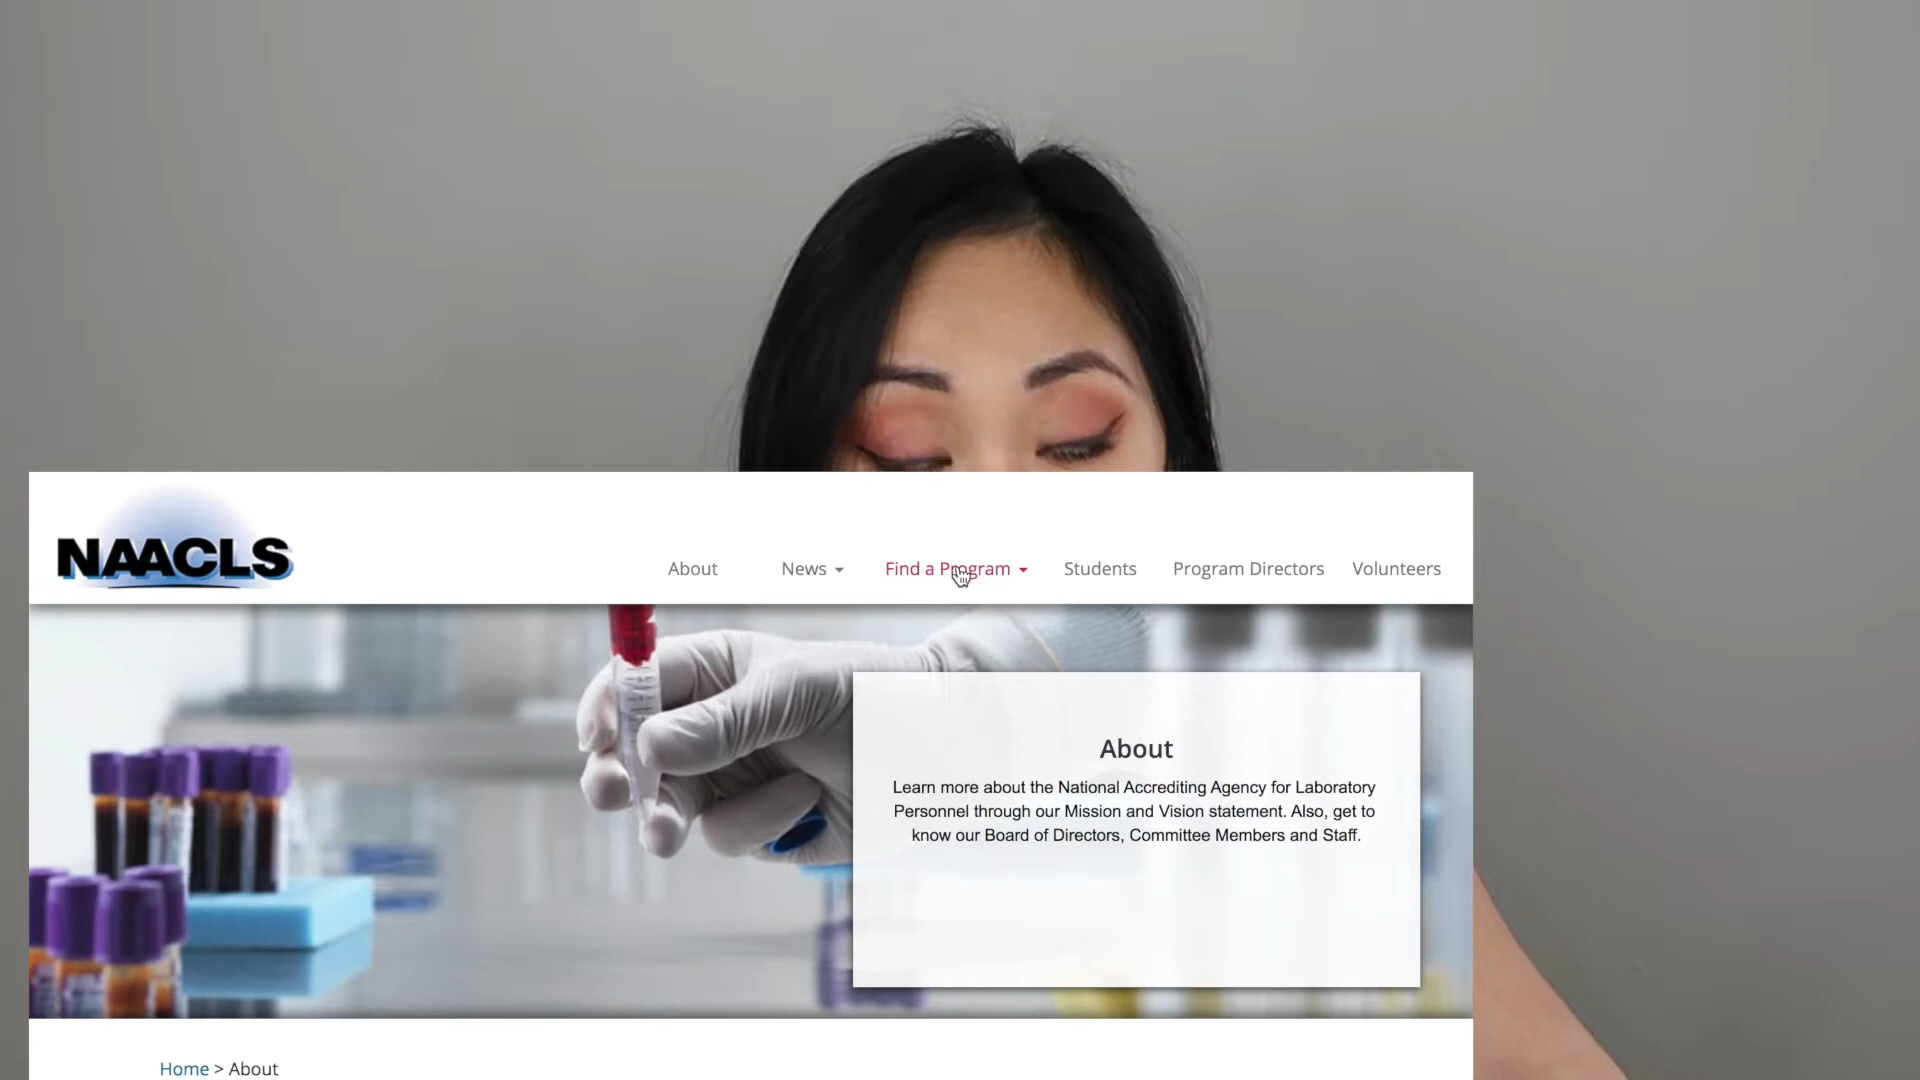 NAACLS
About News Find a Program Students Program Directors Volunteers
About
Learn more about the National Accrediting Agency for Laboratory
Personnel through our Mission and Vision statement. Also, get to
know our Board of Directors, Committee Members and Staff.
Home > About